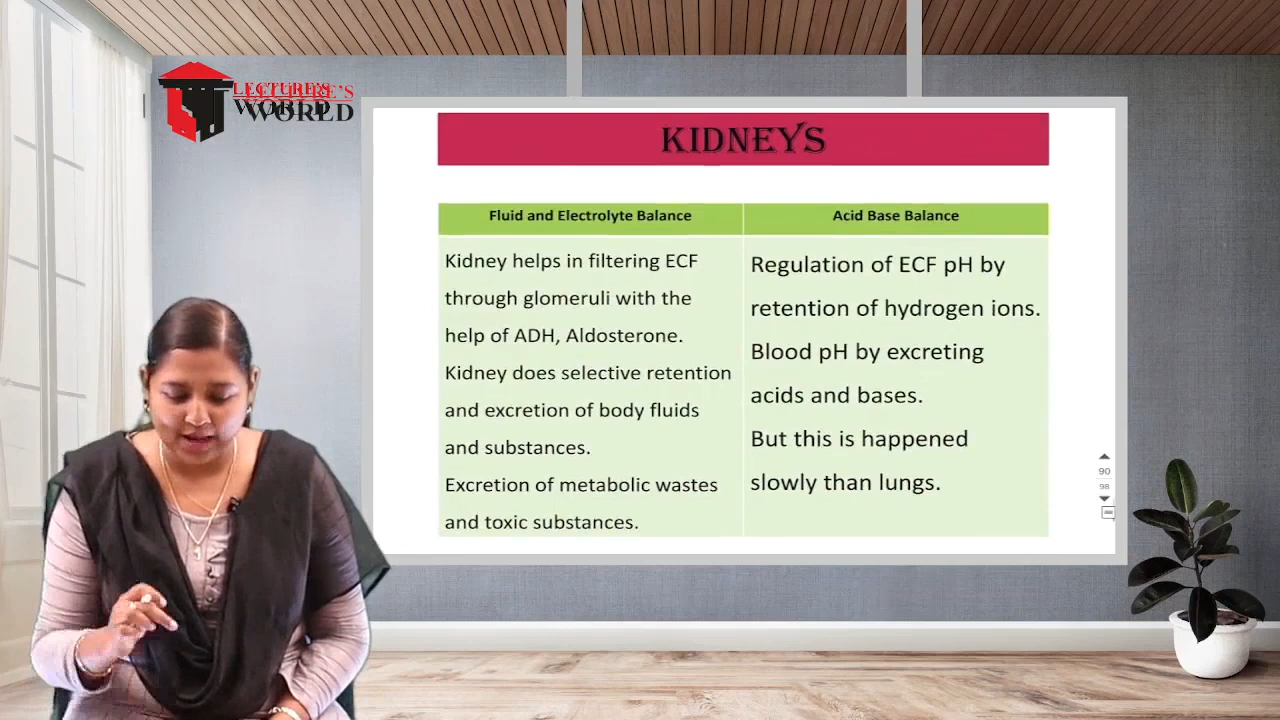 LECTURE'S
WORLD
KIDNEYS
Fluid and Electrolyte Balance
Kidney helps in filtering ECF
through glomeruli with the
help of ADH, Aldosterone.
Kidney does selective retention
and excretion of body fluids
and substances.
Excretion of metabolic wastes
and toxic substances.
Acid Base Balance
Regulation of ECF pH by
retention of hydrogen ions.
Blood pH by excreting
acids and bases.
But this is happened
slowly than lungs.
90
98